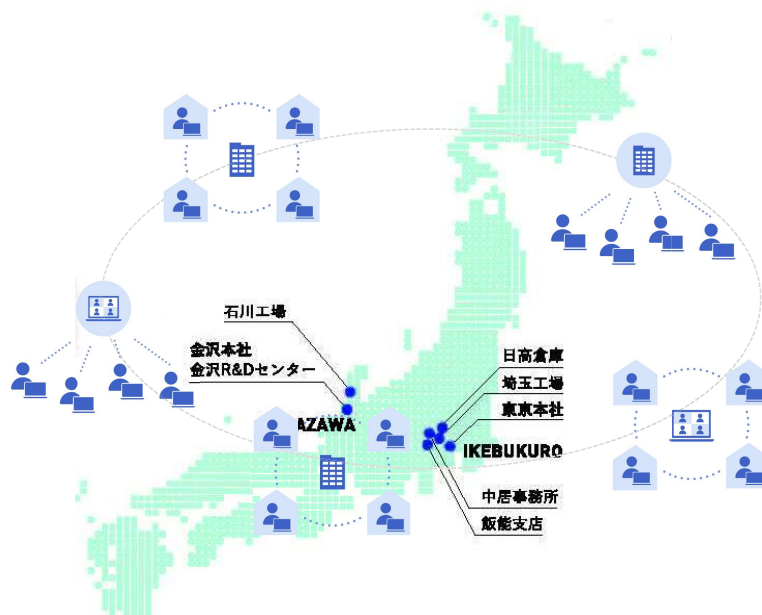 石川工場
金沢本社
金沢R&Dセンター
AZAWA
日高倉庫
埼玉工場
東京本社
IKEBUKURO
中居事務所
飯能支店